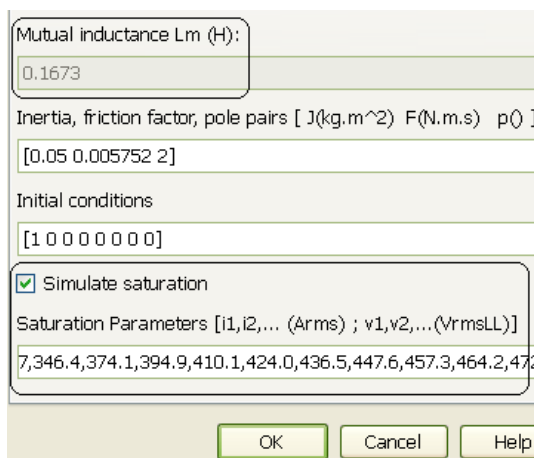 Mutual inductance Lm (H):
0.1673
Inertia, friction factor, pole pairs [ J(kg.m^2) F(N.m.s) p() ]
[0.05 0.005752 2]
Initial conditions
[1 0 0 0 0 0 0 0]
Simulate saturation
Saturation Parameters [i1,i2,... (Arms) ; v1,v2,...(VrmsLL)]
7,346.4,374.1,394.9,410.1,424.0,436.5,447.6,457.3,464.2,472
OK Cancel Help